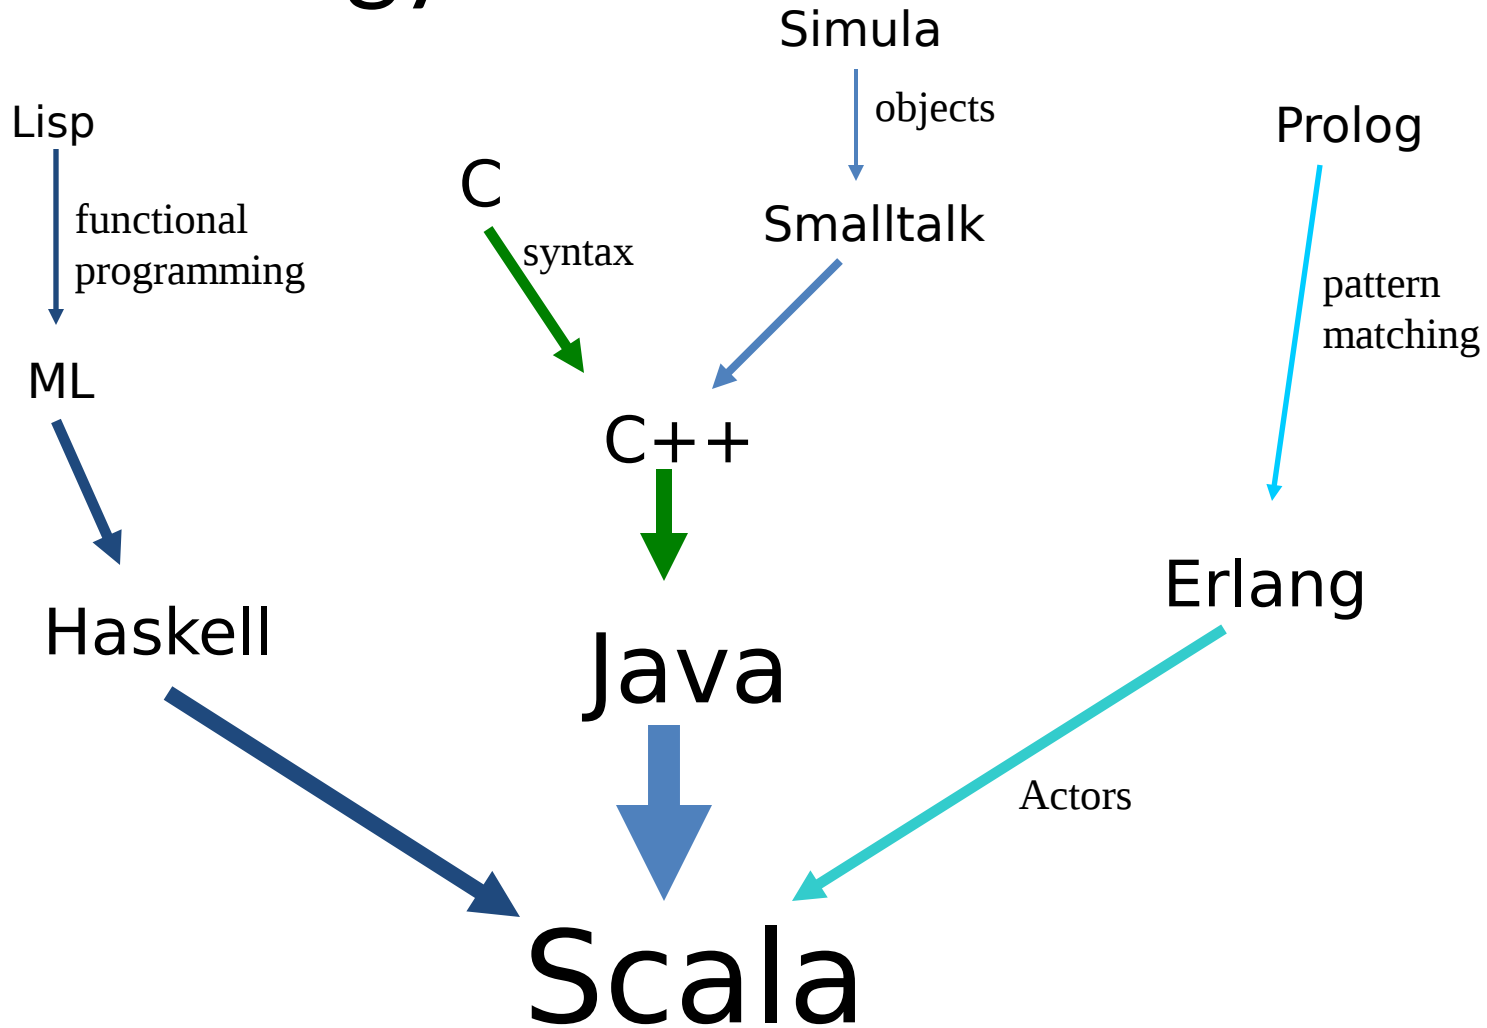 Simula
objects
Lisp
Prolog
C
functional
programming
syntax
Smalltalk
pattern
matching
ML
C++
Haskell
Erlang
Java
Actors
Scala